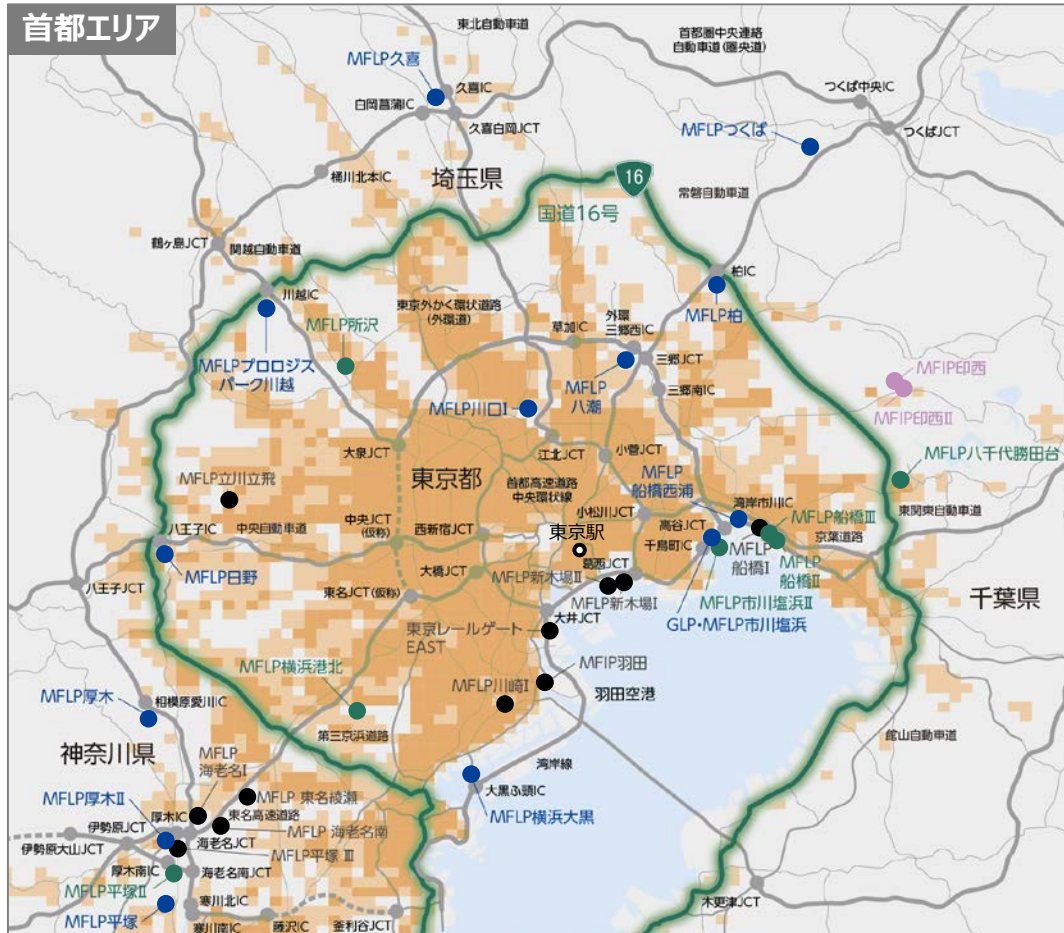 首都エリア
東北自動車道
首都圏中央連絡
自動車道(圏央道)
MFLP久喜
久喜IC
白岡菖蒲IC
久喜白岡JCT
つくば中央IC
つくばJCT
MFLPつくば
桶川北本IC
埼玉県
16
国道16号
常磐自動車道
鶴ヶ島JCT
関越自動車道
川越IC
柏IC
MFLP柏
東京外かく環状道路
(外環道)
草加IC
外環
三郷西IC
MFLP所沢
三郷JCT
MFLPプロロジス
パーク川越
MFLP
八潮
三郷南IC
MFIP印西
MFIP印西II
MFLP川口I
大泉JCT
江北JCT
小菅JCT
東京都
MFLP
船橋西浦
MFLP八千代勝田台
MFLP立川立飛
首都高速道路
中央環状線
湾岸市川IC
小松川JCT
MFLP船橋III
東関東自動車道
八王子IC
中央自動車道
中央JCT
(仮称)
西新宿JCT
東京駅
高谷JCT
千鳥町IC
京葉道路
MFLP
船橋I
MFLP
船橋II
MFLP日野
八王子JCT
大橋JCT
葛西JCT
MFLP新木場II
東名JCT(仮称)
MFLP新木場I
MFLP市川塩浜II
千葉県
大井JCT
GLP・MFLP市川塩浜
東京レールゲート
EAST
MFLP横浜港北
MFIP羽田
MFLP川崎I
羽田空港
MFLP厚木
相模原愛川IC
第三京浜道路
館山自動車道
神奈川県
MFLP
海老名I
湾岸線
大黒ふ頭IC
MFLP横浜大黒
MFLP 東名綾瀬
MFLP厚木II
厚木IC
東名高速道路
伊勢原JCT
MFLP 海老名南
海老名JCT
伊勢原大山JCT
MFLP平塚 III
厚木南IC
海老名南JCT
MFLP平塚II
木更津JCT
寒川北IC
MFLP平塚
寒川南IC
藤沢IC
釜利谷JCT